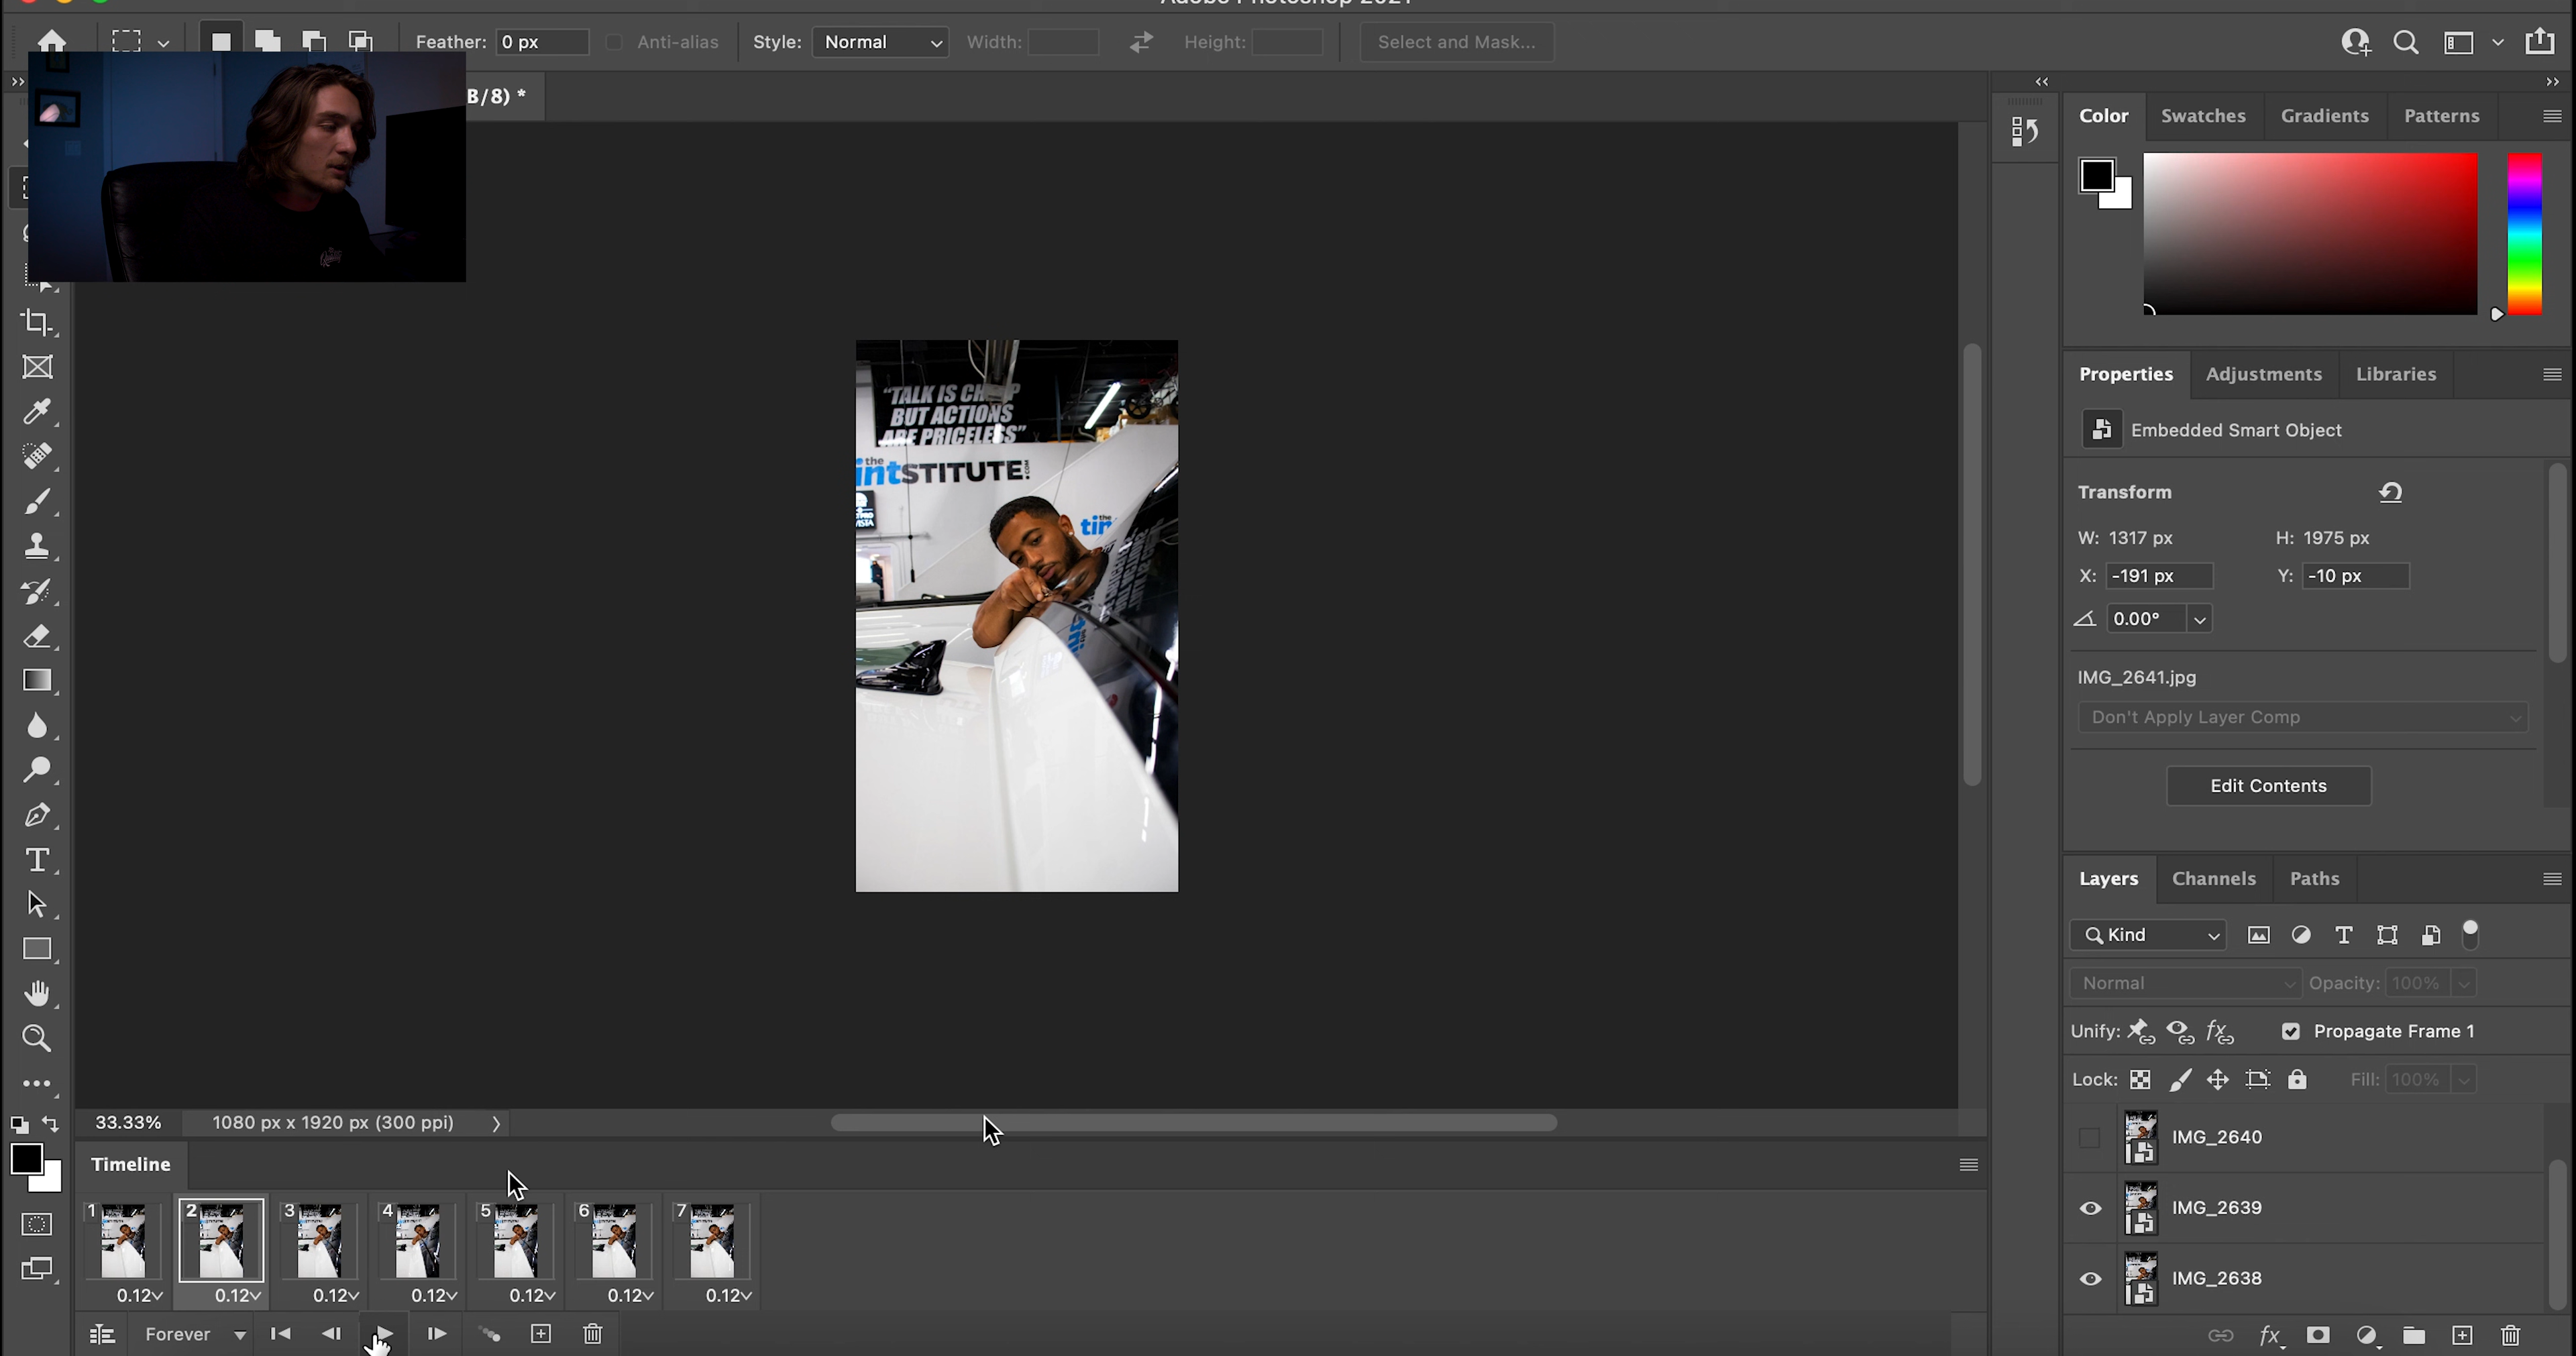 Adobe Photoshop 2021
Feather: 0 px Anti-alias Style: Normal Width: Height: Select and Mask...
B/8) *
Color Swatches Gradients Patterns
"TALK IS CHEAP
BUT ACTIONS
ARE PRICELESS"
the
intSTITUTE!
the
tin
VISTA
Properties Adjustments Libraries
Embedded Smart Object
Transform
W: 1317 px H: 1975 px
X: -191 px Y: -10 px
0.00°
IMG_2641.jpg
Don't Apply Layer Comp
Edit Contents
Layers Channels Paths
Kind
Normal Opacity: 100%
Unify: Propagate Frame 1
Lock: Fill: 100%
IMG_2640
IMG_2639
IMG_2638
33.33% 1080 px x 1920 px (300 ppi)
Timeline
1 2 3 4 5 6 7
0.12 0.12 0.12 0.12 0.12 0.12 0.12
Forever
fx